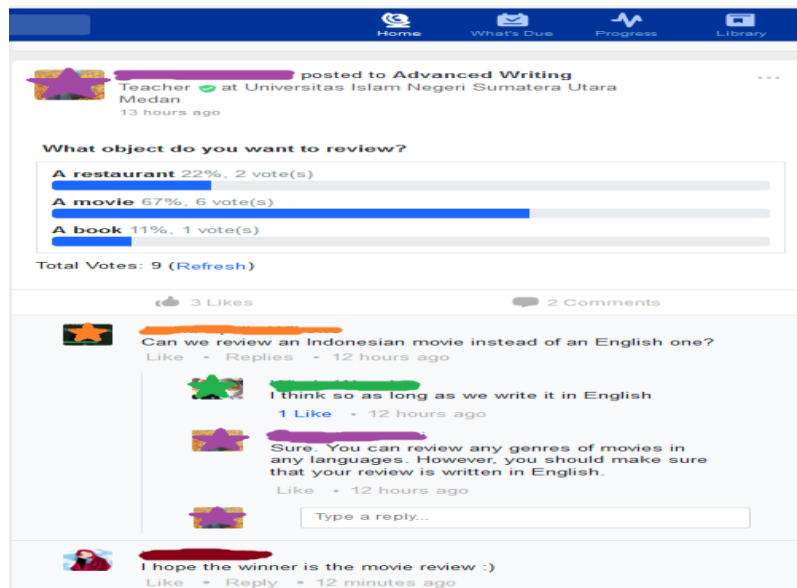 Home What's Due Progress Library
posted to Advanced Writing
Teacher at Universitas Islam Negeri Sumatera Utara
Medan
13 hours ago
What object do you want to review?
A restaurant 22%, 2 vote(s)
A movie 67%, 6 vote(s)
A book 11%, 1 vote(s)
Total Votes: 9 (Refresh)
3 Likes 2 Comments
Can we review an Indonesian movie instead of an English one?
Like • Replies • 12 hours ago
I think so as long as we write it in English
1 Like • 12 hours ago
Sure. You can review any genres of movies in
any languages. However, you should make sure
that your review is written in English.
Like • 12 hours ago
Type a reply...
I hope the winner is the movie review :)
Like • Reply • 12 minutes ago